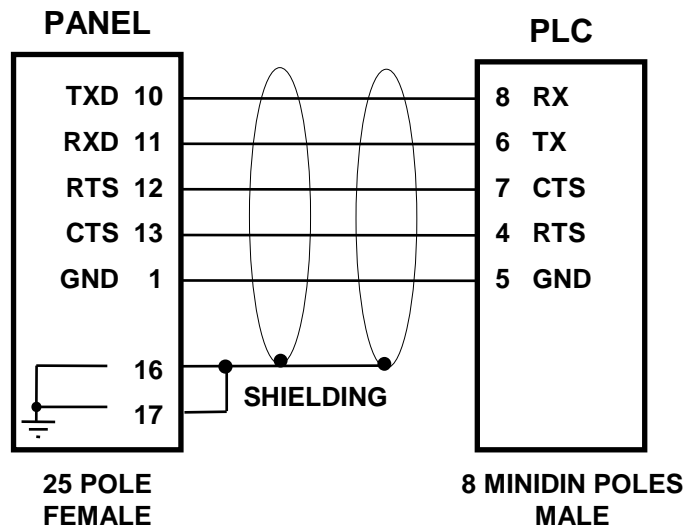 PANEL
PLC
TXD 10
8 RX
RXD 11
6 TX
RTS 12
7 CTS
CTS 13
4 RTS
GND 1
5 GND
16
SHIELDING
17
25 POLE
FEMALE
8 MINIDIN POLES
MALE